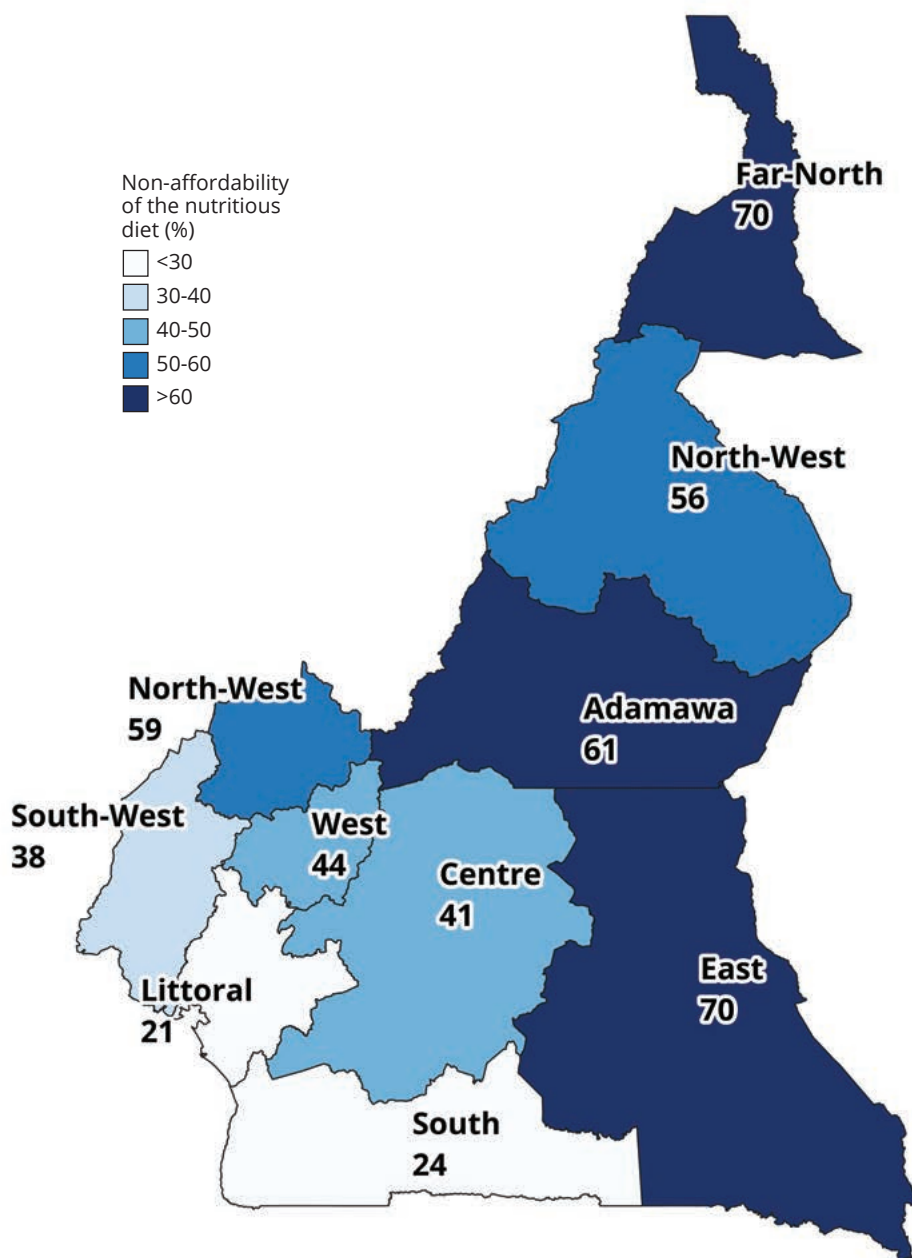 Non-affordability
of the nutritious
diet (%)
<30
30-40
40-50
50-60
>60
Far-North
70
North-West
56
Adamawa
61
North-West
59
South-West
38
West
44
Centre
41
East
70
Littoral
21
South
24